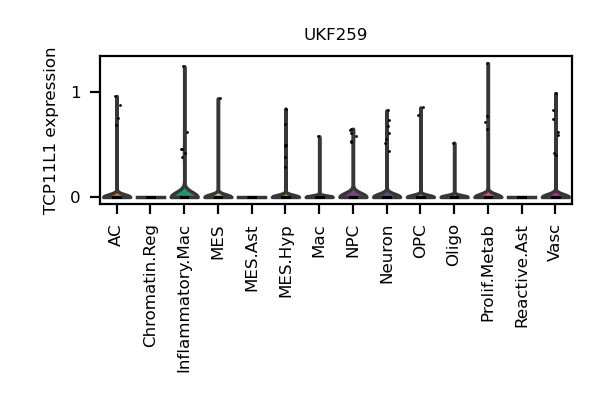 UKF259
TCP11L1 expression
1
0
AC
Chromatin.Reg
Inflammatory.Mac
MES
MES.Ast
MES.Hyp
Mac
NPC
Neuron
OPC
Oligo
Prolif.Metab
Reactive.Ast
Vasc